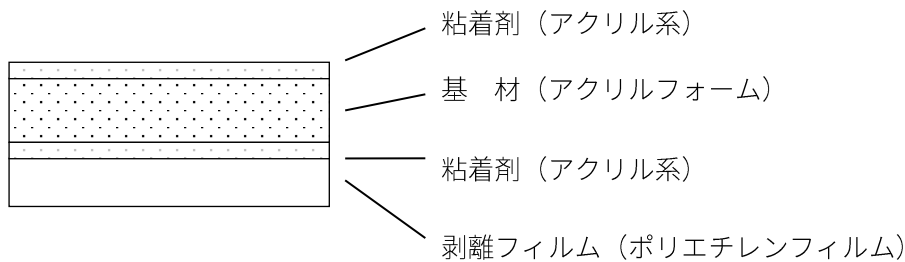 粘着剤（アクリル系）
基　材（アクリルフォーム）
粘着剤（アクリル系）
剥離フィルム（ポリエチレンフィルム）